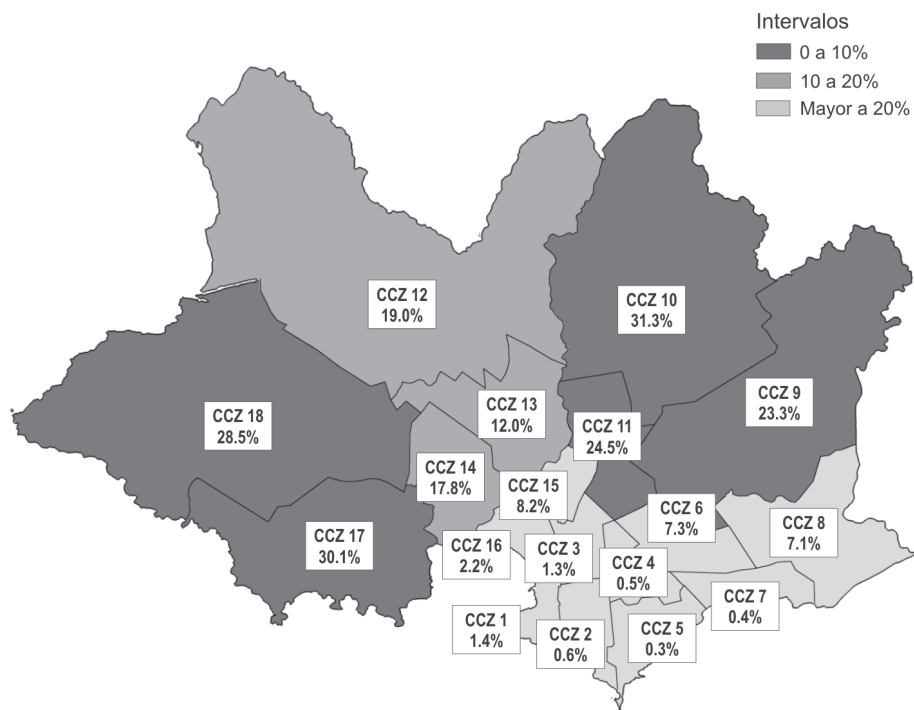 Intervalos
0 a 10%
10 a 20%
Mayor a 20%
CCZ 12
19.0%
CCZ 10
31.3%
CCZ 9
23.3%
CCZ 18
28.5%
CCZ 13
12.0%
CCZ 11
24.5%
CCZ 14
17.8%
CCZ 15
8.2%
CCZ 6
7.3%
CCZ 8
7.1%
CCZ 17
30.1%
CCZ 16
2.2%
CCZ 3
1.3%
CCZ 4
0.5%
CCZ 7
0.4%
CCZ 1
1.4%
CCZ 2
0.6%
CCZ 5
0.3%